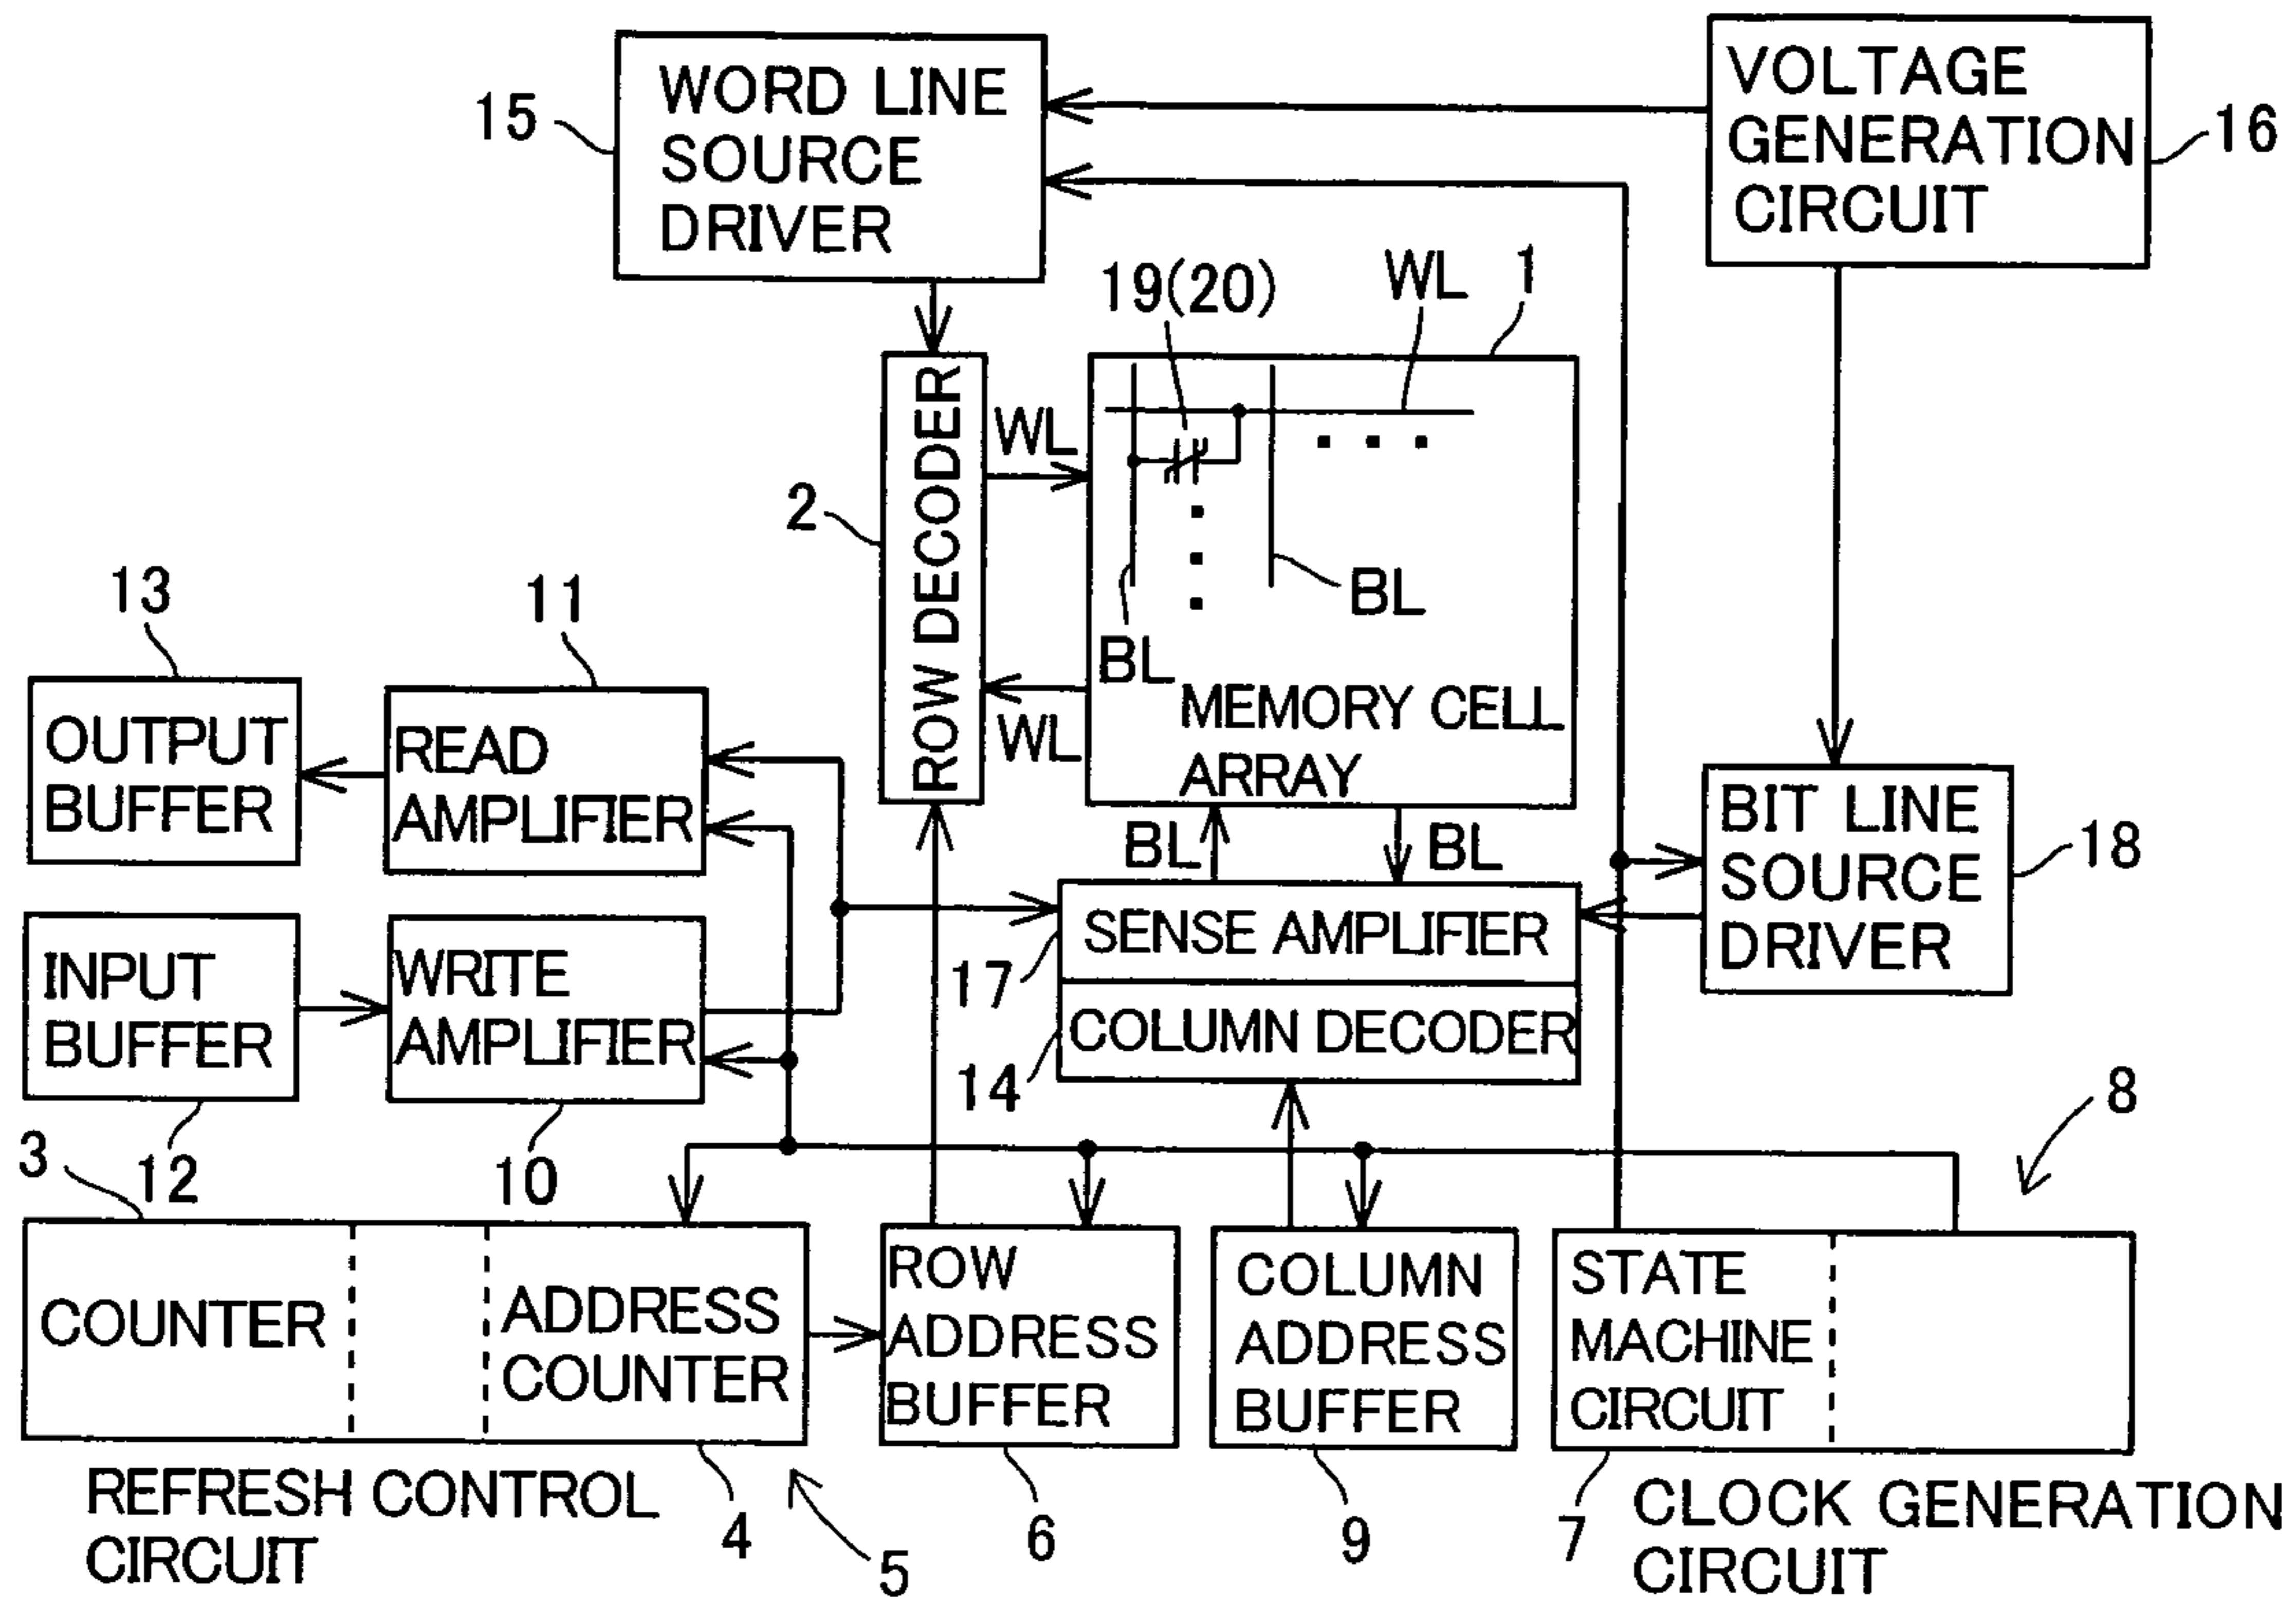 15
WORD LINE
SOURCE
DRIVER
VOLTAGE
GENERATION
CIRCUIT
16
19(20)
WL
1
2
ROW DECODER
WL
WL
BL
BL
MEMORY CELL
ARRAY
13
OUTPUT
BUFFER
11
READ
AMPLIFIER
BL
BL
BIT LINE
SOURCE
DRIVER
18
INPUT
BUFFER
12
WRITE
AMPLIFIER
10
17
SENSE AMPLIFIER
14
COLUMN DECODER
8
3
COUNTER
ADDRESS
COUNTER
ROW
ADDRESS
BUFFER
COLUMN
ADDRESS
BUFFER
STATE
MACHINE
CIRCUIT
REFRESH CONTROL
CIRCUIT
4
5
6
9
7
CLOCK GENERATION
CIRCUIT